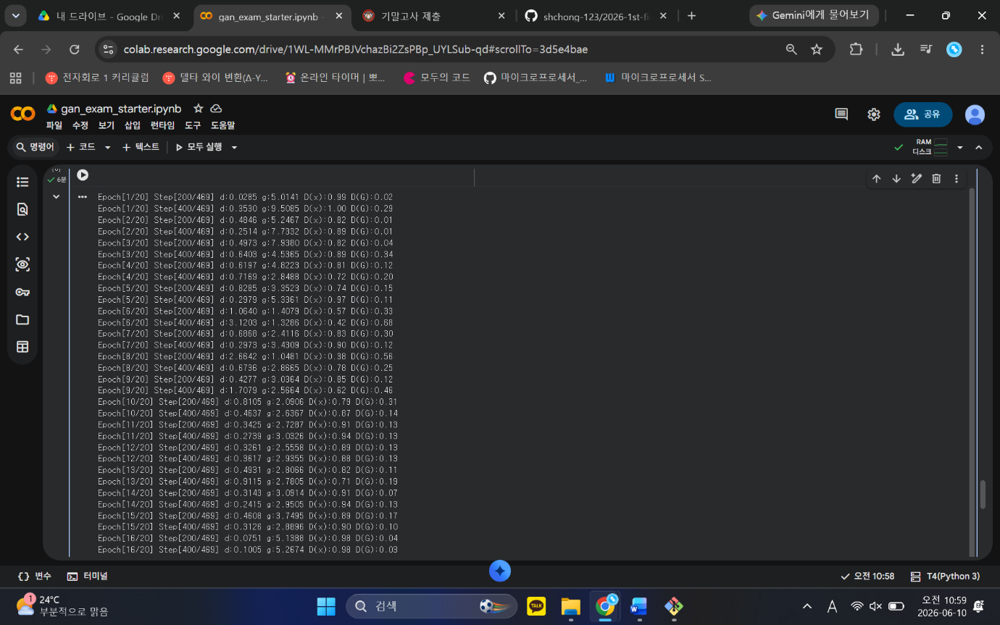 내 드라이브 - Google Dri
gan_exam_starter.ipynb -
기말고사 제출
shchong-123/2026-1st-fi
Gemini에게 물어보기
colab.research.google.com/drive/1WL-MMrPBJVchazBi2ZsPBp_UYLSub-qd#scrollTo=3d5e4bae
전자회로 1 커리큘럼
델타 와이 변환(Δ-Y...
온라인 타이머 | 뽀...
모두의 코드
마이크로프로세서_...
마이크로프로세서 S...
gan_exam_starter.ipynb
파일 수정 보기 삽입 런타임 도구 도움말
공유
명령어 + 코드 + 텍스트 모두 실행
RAM
디스크
6분
Epoch[1/20] Step[200/469] d:0.0285 g:5.0141 D(x):0.99 D(G):0.02
Epoch[1/20] Step[400/469] d:0.3530 g:9.5085 D(x):1.00 D(G):0.29
Epoch[2/20] Step[200/469] d:0.4846 g:5.2467 D(x):0.82 D(G):0.01
Epoch[2/20] Step[400/469] d:0.2514 g:7.7332 D(x):0.89 D(G):0.01
Epoch[3/20] Step[200/469] d:0.4973 g:7.9380 D(x):0.82 D(G):0.04
Epoch[3/20] Step[400/469] d:0.6403 g:4.5365 D(x):0.89 D(G):0.34
Epoch[4/20] Step[200/469] d:0.6197 g:4.8223 D(x):0.81 D(G):0.12
Epoch[4/20] Step[400/469] d:0.7169 g:2.8488 D(x):0.72 D(G):0.20
Epoch[5/20] Step[200/469] d:0.8285 g:3.3523 D(x):0.74 D(G):0.15
Epoch[5/20] Step[400/469] d:0.2979 g:5.3361 D(x):0.97 D(G):0.11
Epoch[6/20] Step[200/469] d:1.0640 g:1.4079 D(x):0.57 D(G):0.33
Epoch[6/20] Step[400/469] d:3.1203 g:1.3286 D(x):0.42 D(G):0.68
Epoch[7/20] Step[200/469] d:0.6868 g:2.4116 D(x):0.83 D(G):0.30
Epoch[7/20] Step[400/469] d:0.2973 g:3.4309 D(x):0.90 D(G):0.12
Epoch[8/20] Step[200/469] d:2.6642 g:1.0481 D(x):0.38 D(G):0.56
Epoch[8/20] Step[400/469] d:0.6736 g:2.8665 D(x):0.78 D(G):0.25
Epoch[9/20] Step[200/469] d:0.4277 g:3.0364 D(x):0.85 D(G):0.12
Epoch[9/20] Step[400/469] d:1.7079 g:2.5664 D(x):0.62 D(G):0.46
Epoch[10/20] Step[200/469] d:0.8105 g:2.0906 D(x):0.79 D(G):0.31
Epoch[10/20] Step[400/469] d:0.4637 g:2.6367 D(x):0.87 D(G):0.14
Epoch[11/20] Step[200/469] d:0.3425 g:2.7287 D(x):0.91 D(G):0.13
Epoch[11/20] Step[400/469] d:0.2739 g:3.0326 D(x):0.94 D(G):0.13
Epoch[12/20] Step[200/469] d:0.3261 g:2.5558 D(x):0.89 D(G):0.13
Epoch[12/20] Step[400/469] d:0.3617 g:2.9355 D(x):0.88 D(G):0.13
Epoch[13/20] Step[200/469] d:0.4931 g:2.8066 D(x):0.82 D(G):0.11
Epoch[13/20] Step[400/469] d:0.9115 g:2.7805 D(x):0.71 D(G):0.19
Epoch[14/20] Step[200/469] d:0.3143 g:3.0914 D(x):0.91 D(G):0.07
Epoch[14/20] Step[400/469] d:0.2415 g:2.9505 D(x):0.94 D(G):0.13
Epoch[15/20] Step[200/469] d:0.4608 g:3.7495 D(x):0.89 D(G):0.17
Epoch[15/20] Step[400/469] d:0.3126 g:2.8896 D(x):0.90 D(G):0.10
Epoch[16/20] Step[200/469] d:0.0751 g:5.1388 D(x):0.98 D(G):0.04
Epoch[16/20] Step[400/469] d:0.1005 g:5.2674 D(x):0.98 D(G):0.03
변수
터미널
오전 10:58
T4(Python 3)
1
24°C
부분적으로 맑음
검색
TALK
A
오전 10:59
2026-06-10